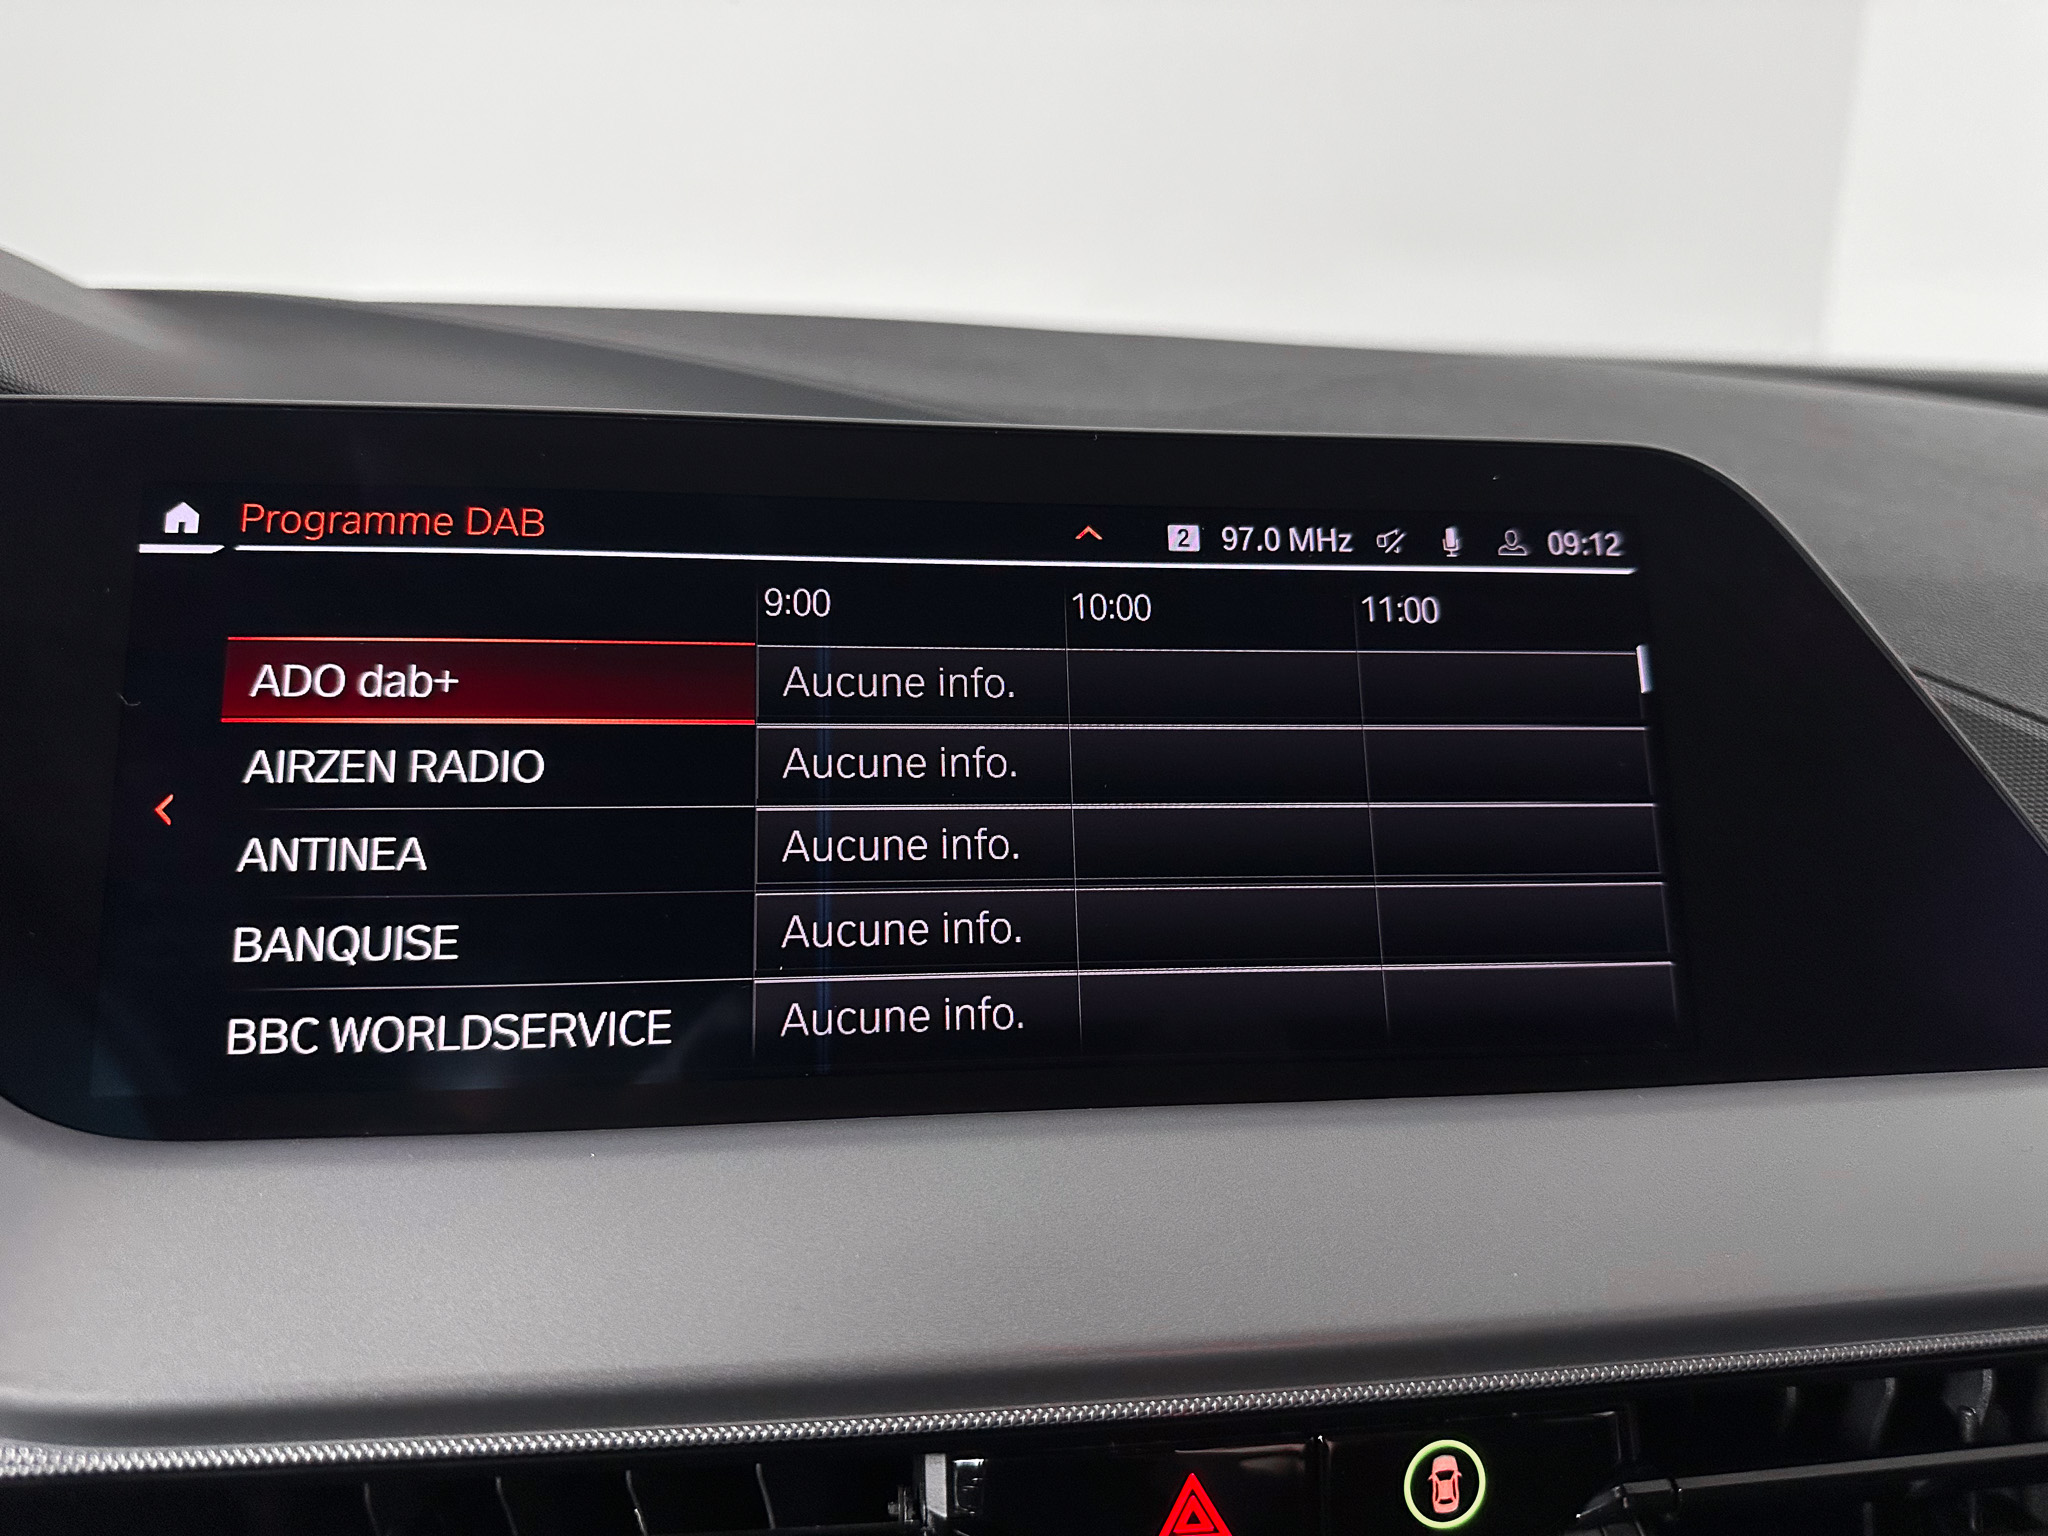 Programme DAB 2 97.0 MHz 09:12
9:00 10:00 11:00
ADO dab+ Aucune info.
AIRZEN RADIO Aucune info.
ANTINEA Aucune info.
BANQUISE Aucune info.
BBC WORLDSERVICE Aucune info.